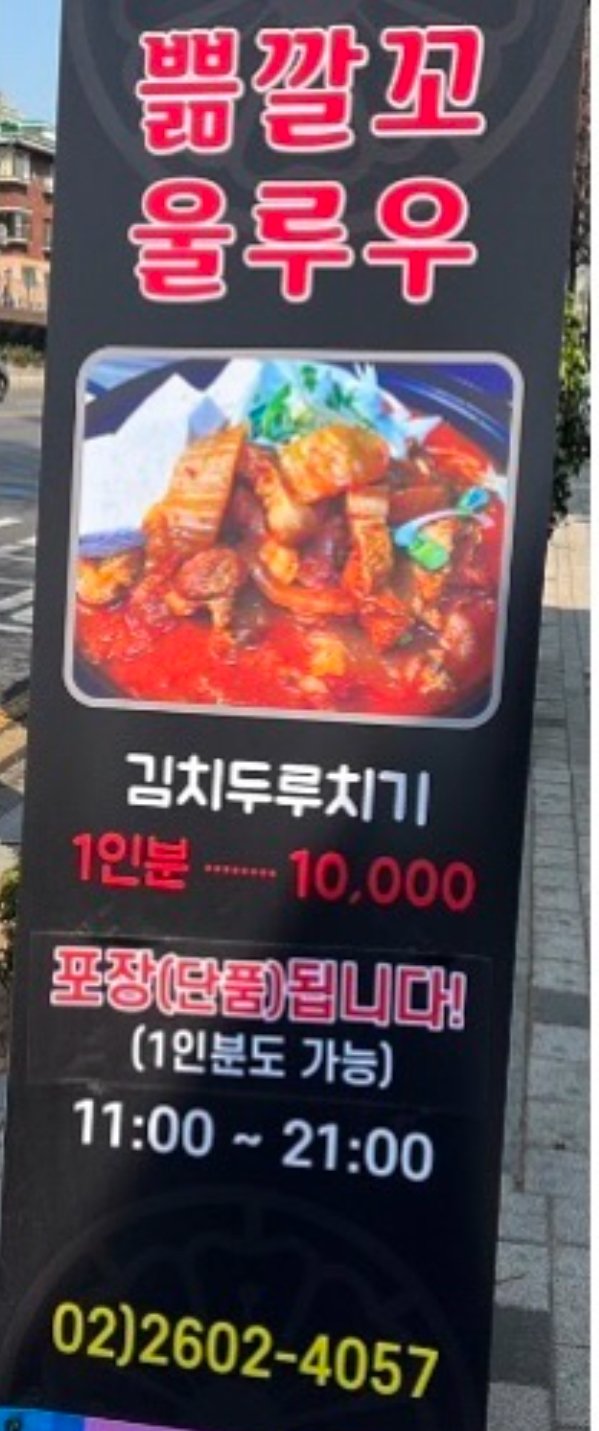 쁢깔꼬
울루우
김치두루치기
1인분 ········ 10,000
포장(단품)됩니다!
(1인분도 가능)
11:00 ~ 21:00
02)2602-4057